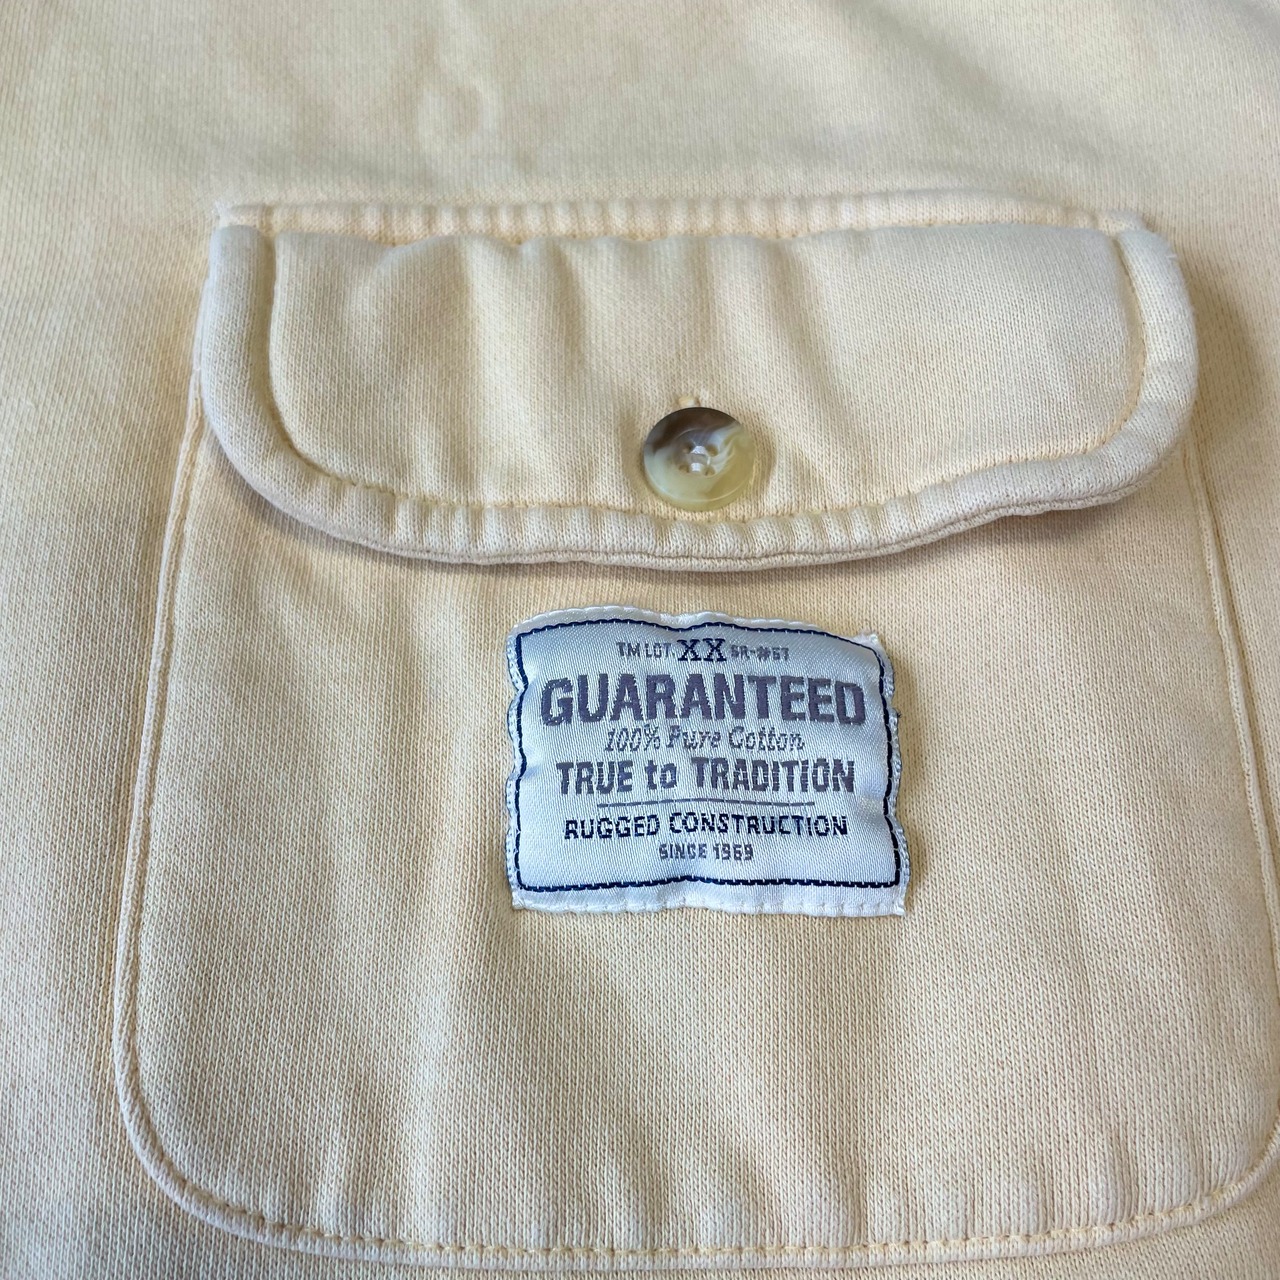 TM LOT. XX SR-#57
GUARANTEED
100% Pure Cotton
TRUE to TRADITION
RUGGED CONSTRUCTION
SINCE 1969